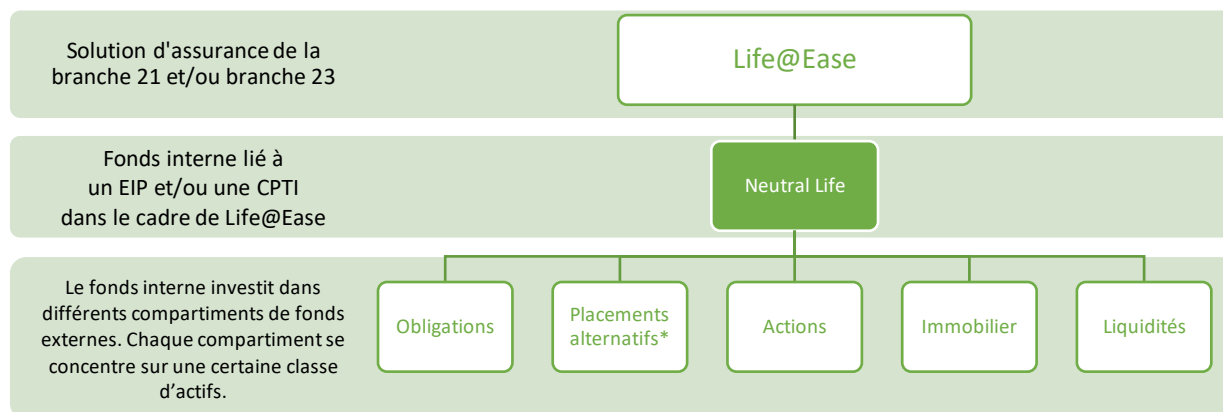 Solution d'assurance de la
branche 21 et/ou branche 23
Life@Ease
Fonds interne lié à
un EIP et/ou une CPTI
dans le cadre de Life@Ease
Neutral Life
Le fonds interne investit dans
différents compartiments de fonds
externes. Chaque compartiment se
concentre sur une certaine classe
d’actifs.
Obligations
Placements
alternatifs*
Actions
Immobilier
Liquidités